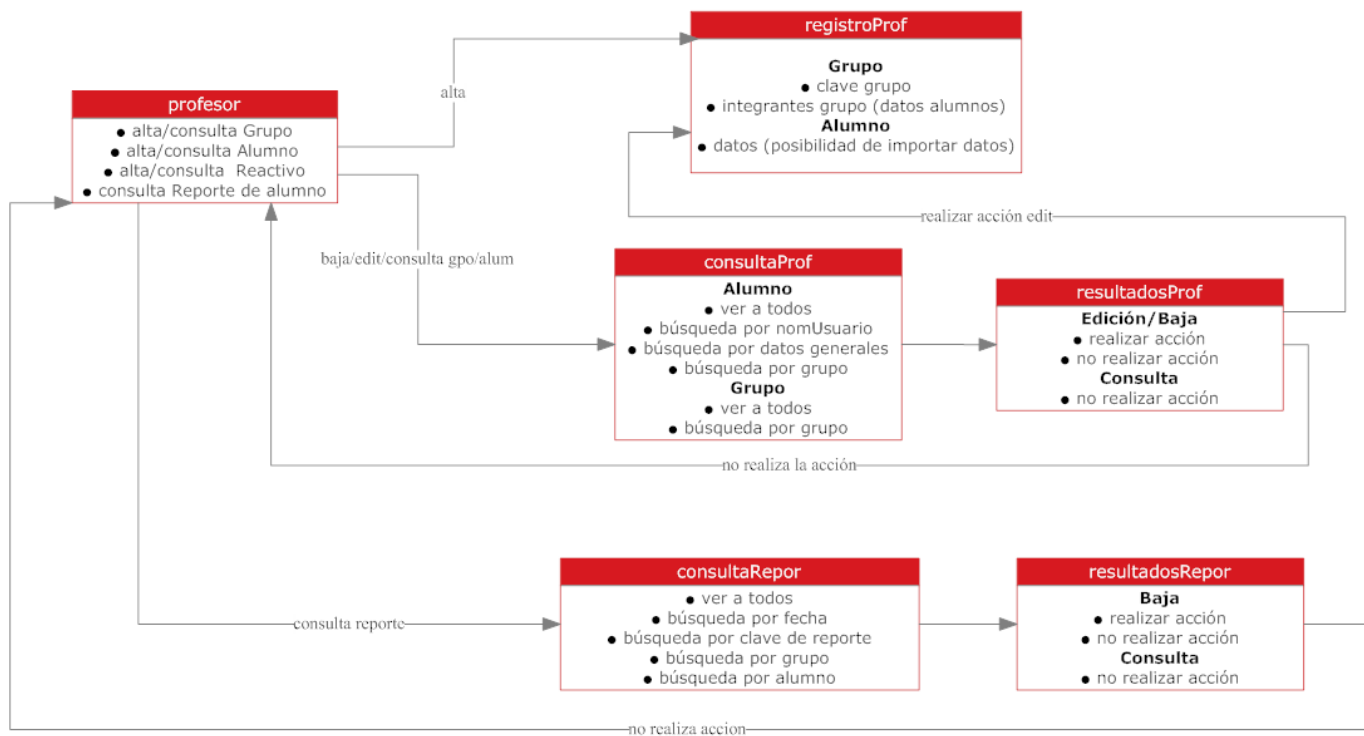 registroProf
Grupo
● clave grupo
● integrantes grupo (datos alumnos)
Alumno
● datos (posibilidad de importar datos)
alta
profesor
● alta/consulta Grupo
● alta/consulta Alumno
● alta/consulta Reactivo
● consulta Reporte de alumno
realizar acción edit
baja/edit/consulta gpo/alum
consultaProf
Alumno
● ver a todos
● búsqueda por nomUsuario
● búsqueda por datos generales
● búsqueda por grupo
Grupo
● ver a todos
● búsqueda por grupo
resultadosProf
Edición/Baja
● realizar acción
● no realizar acción
Consulta
● no realizar acción
no realiza la acción
consulta reporte
consultaRepor
● ver a todos
● búsqueda por fecha
● búsqueda por clave de reporte
● búsqueda por grupo
● búsqueda por alumno
resultadosRepor
Baja
● realizar acción
● no realizar acción
Consulta
● no realizar acción
no realiza accion